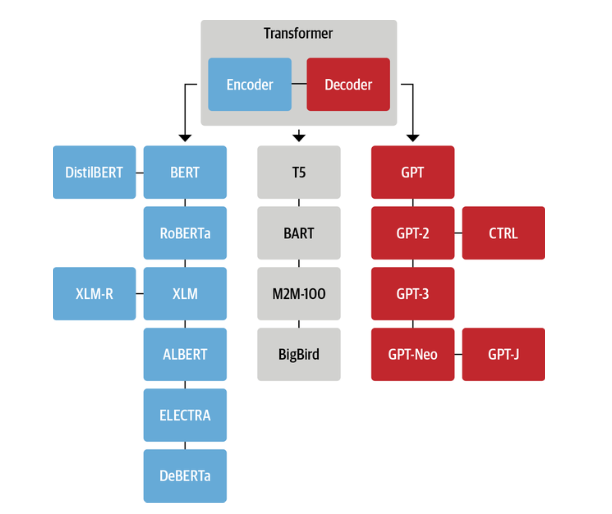 Transformer
Encoder
Decoder
DistilBERT
BERT
T5
GPT
RoBERTa
BART
GPT-2
CTRL
XLM-R
XLM
M2M-100
GPT-3
ALBERT
BigBird
GPT-Neo
GPT-J
ELECTRA
DeBERTa